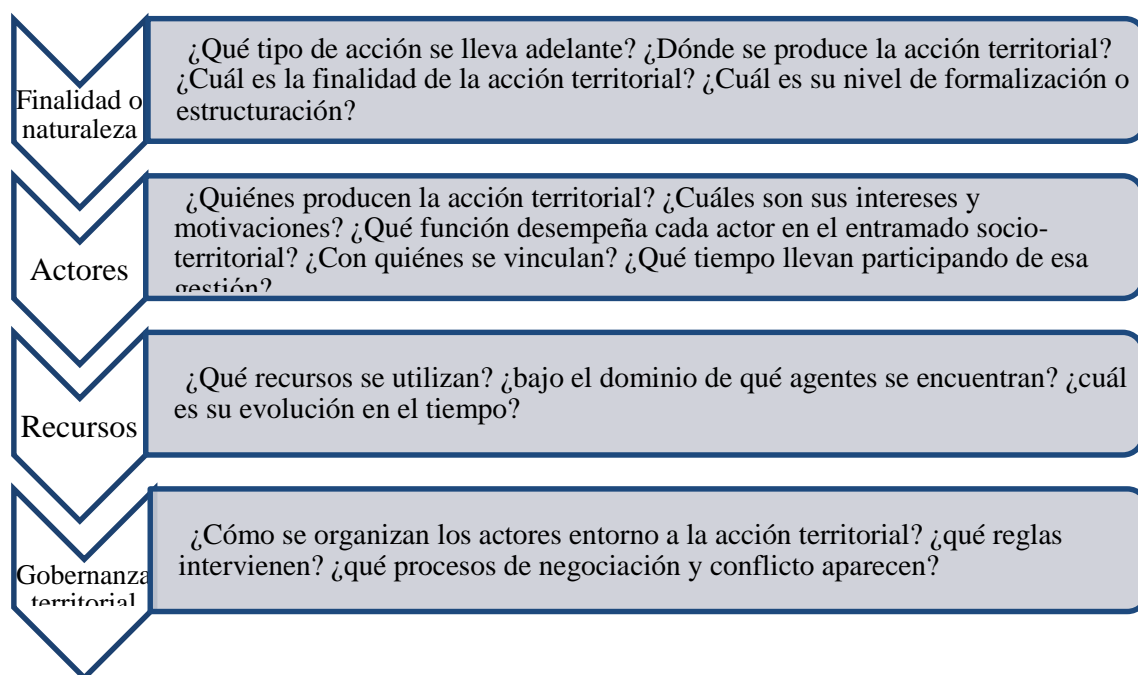 ¿Qué tipo de acción se lleva adelante? ¿Dónde se produce la acción territorial?
¿Cuál es la finalidad de la acción territorial? ¿Cuál es su nivel de formalización o
estructuración?
Finalidad o
naturaleza
¿Quiénes producen la acción territorial? ¿Cuáles son sus intereses y
motivaciones? ¿Qué función desempeña cada actor en el entramado socio-
territorial? ¿Con quiénes se vinculan? ¿Qué tiempo llevan participando de esa
gestión?
Actores
¿Qué recursos se utilizan? ¿bajo el dominio de qué agentes se encuentran? ¿cuál
es su evolución en el tiempo?
Recursos
¿Cómo se organizan los actores entorno a la acción territorial? ¿qué reglas
intervienen? ¿qué procesos de negociación y conflicto aparecen?
Gobernanza
territorial